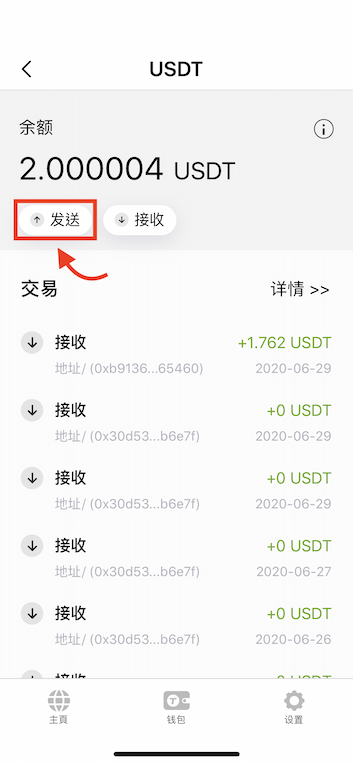 USDT
余额
2.000004 USDT
发送 接收
交易 详情 >>
接收 +1.762 USDT
地址/ (0xb9136...65460) 2020-06-29
接收 +0 USDT
地址/ (0x30d53...b6e7f) 2020-06-29
接收 +0 USDT
地址/ (0x30d53...b6e7f) 2020-06-29
接收 +0 USDT
地址/ (0x30d53...b6e7f) 2020-06-27
接收 +0 USDT
地址/ (0x30d53...b6e7f) 2020-06-26
主頁 钱包 设置